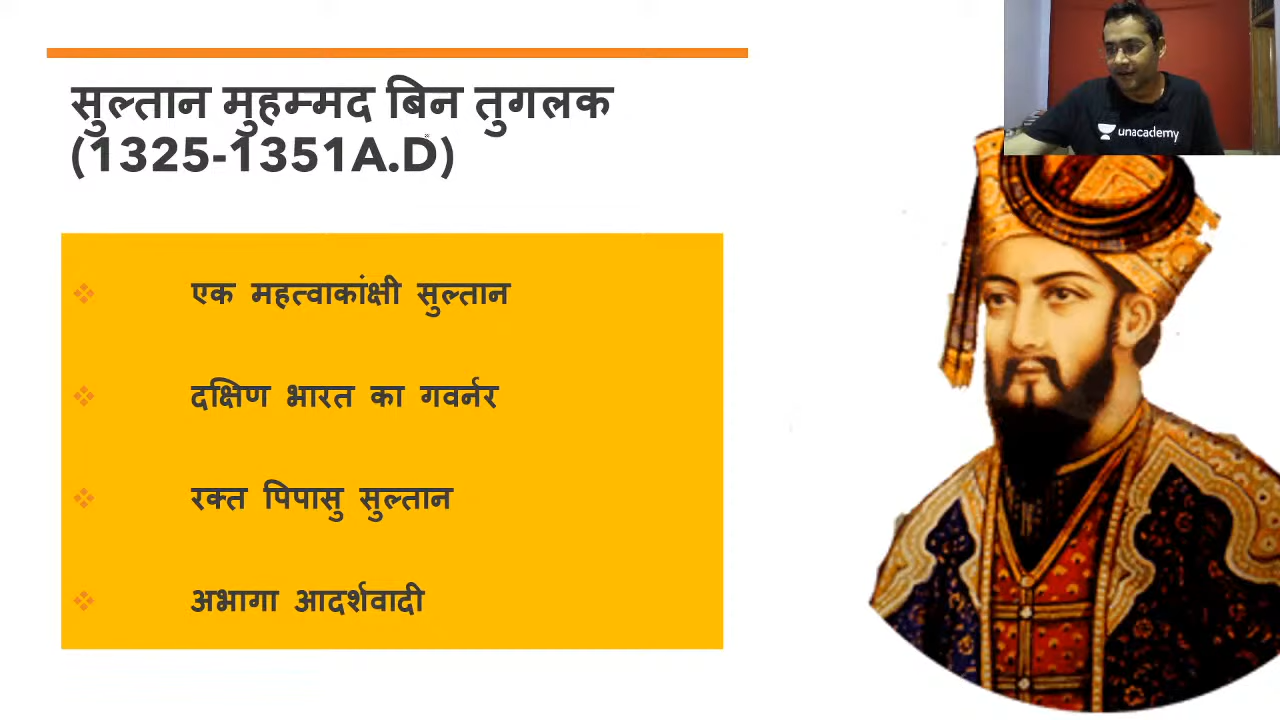 सुल्तान मुहम्मद बिन तुगलक
(1325-1351A.D)
एक महत्वाकांक्षी सुल्तान
दक्षिण भारत का गवर्नर
रक्त पिपासु सुल्तान
अभागा आदर्शवादी
unacademy